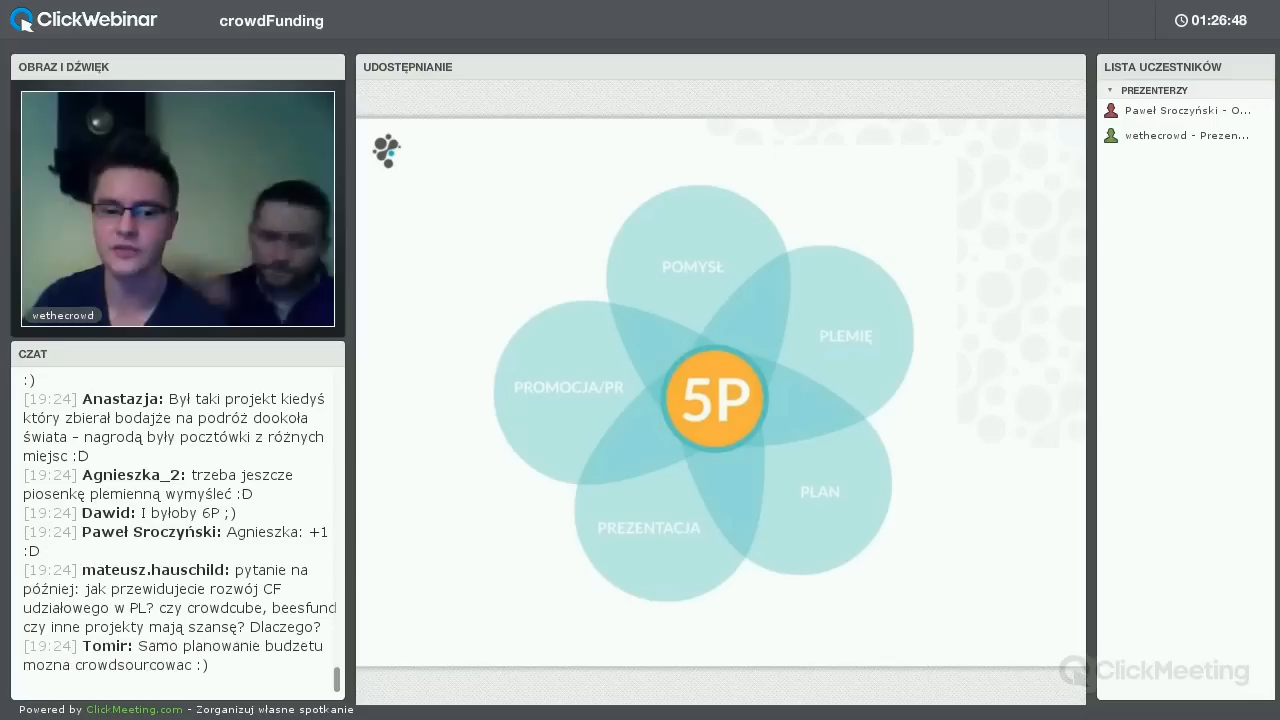 ClickWebinar
crowdFunding
01:26:48
OBRAZ I DŹWIĘK
wethecrowd
CZAT
:)
[19:24] Anastazja: Był taki projekt kiedyś
który zbierał bodajże na podróż dookoła
świata - nagrodą były pocztówki z różnych
miejsc :D
[19:24] Agnieszka_2: trzeba jeszcze
piosenkę plemienną wymyśleć :D
[19:24] Dawid: I byłoby 6P ;)
[19:24] Paweł Sroczyński: Agnieszka: +1
:D
[19:24] mateusz.hauschild: pytanie na
później: jak przewidujecie rozwój CF
udziałowego w PL? czy crowdcube, beesfund
czy inne projekty mają szansę? Dlaczego?
[19:24] Tomir: Samo planowanie budzetu
mozna crowdsourcowac :)
UDOSTĘPNIANIE
POMYSŁ
PLEMIĘ
PROMOCJA/PR
5P
PLAN
PREZENTACJA
LISTA UCZESTNIKÓW
PREZENTERZY
Paweł Sroczyński - O...
wethecrowd - Prezen...
ClickMeeting
Powered by ClickMeeting.com - Zorganizuj własne spotkanie